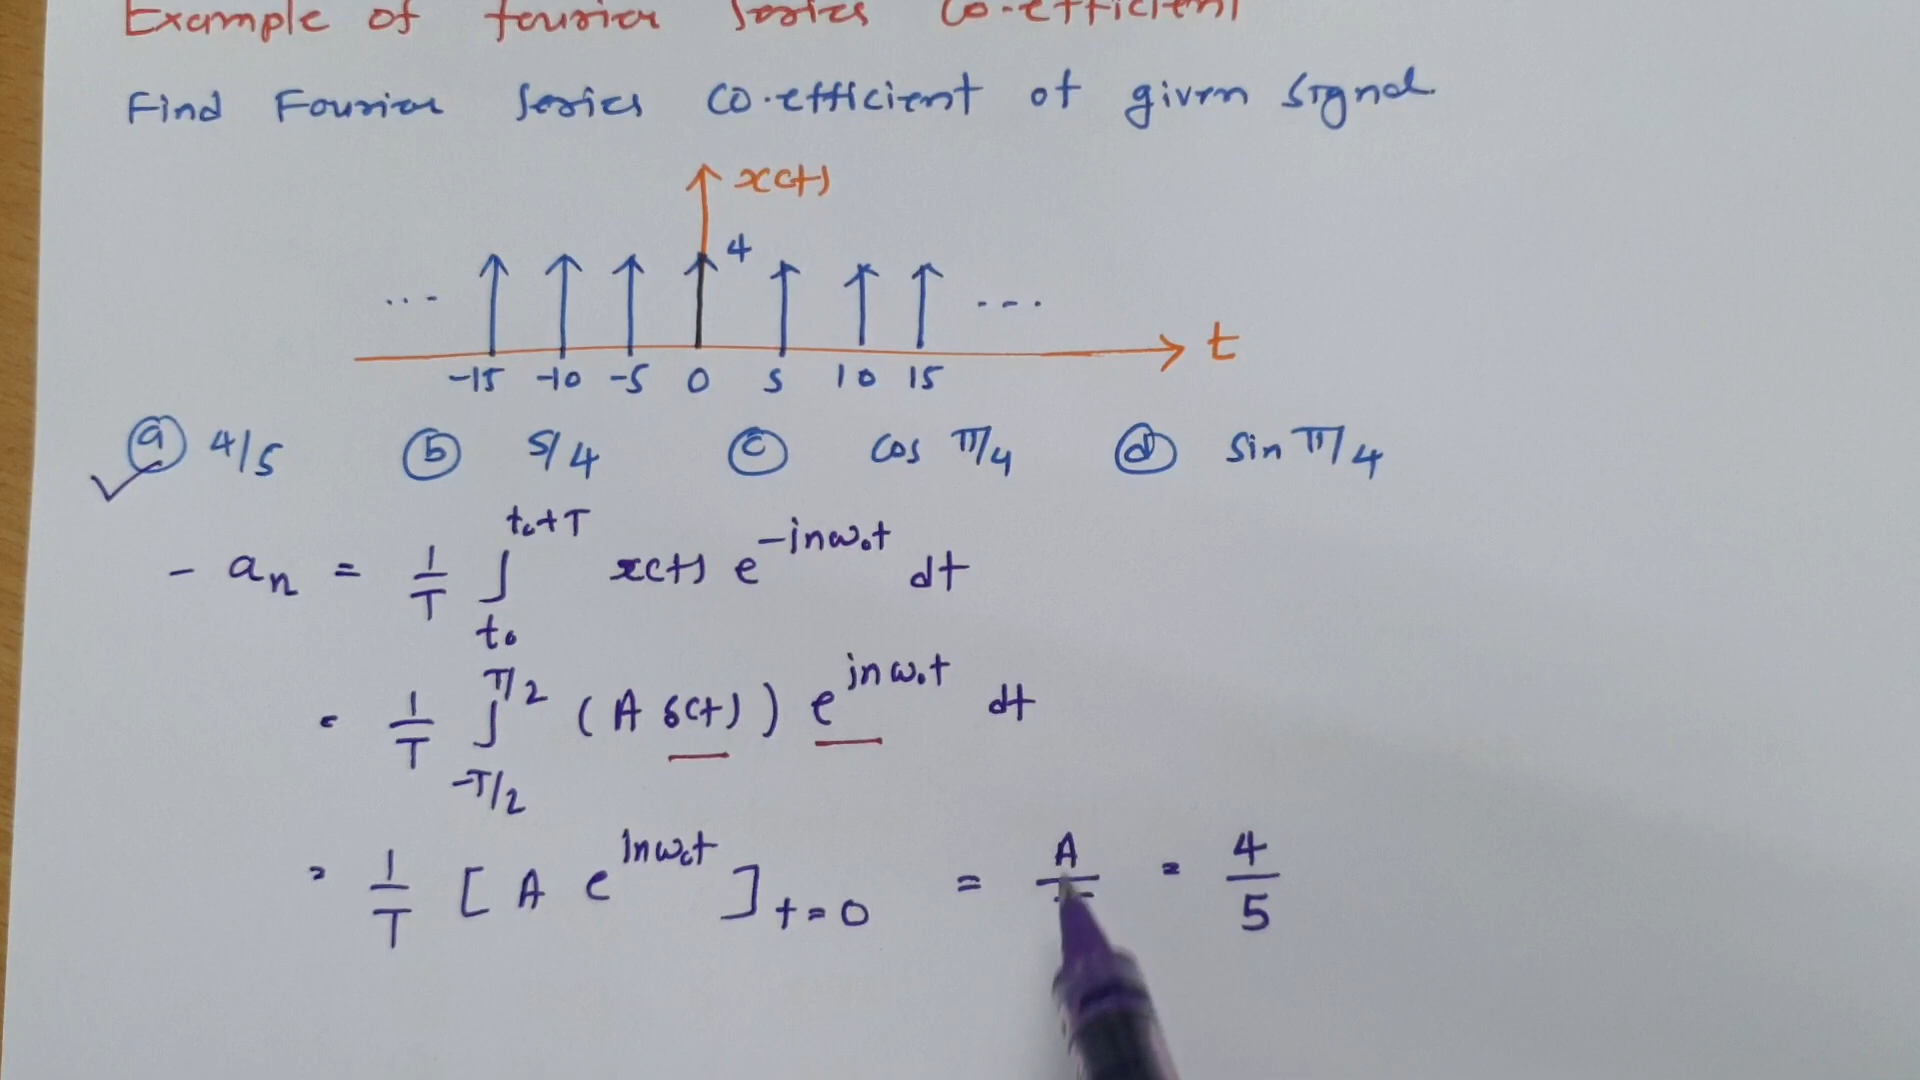 Example of fourier series co-efficient
Find Fourier series co-efficient of given signal
x(t)
4
... ...
-15 -10 -5 0 5 10 15 t
(a) 4/5 (b) 5/4 (c) cos π/4 (d) sin π/4
- aₙ = 1/T ∫_{t₀}^{t₀+T} x(t) e^{-jnω₀t} dt
= 1/T ∫_{-T/2}^{T/2} (A δ(t)) e^{jnω₀t} dt
= 1/T [A e^{jnω₀t}]_{t=0} = A/ = 4/5